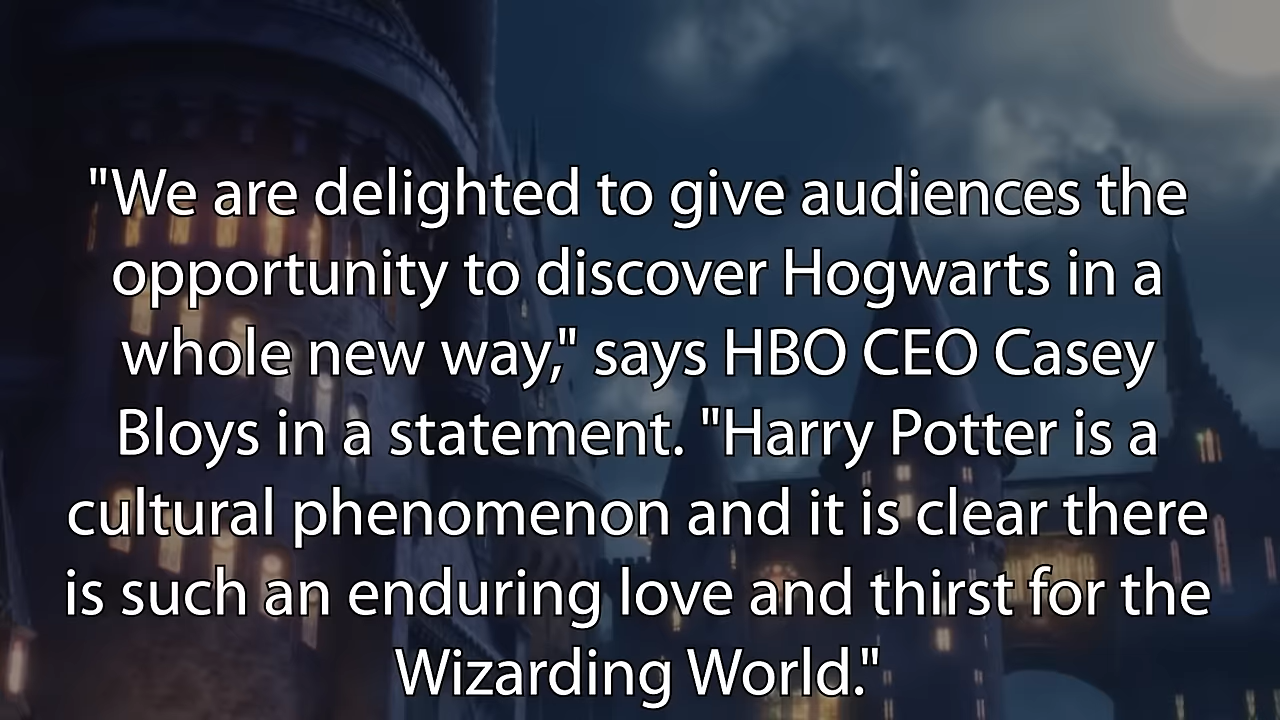 "We are delighted to give audiences the
opportunity to discover Hogwarts in a
whole new way," says HBO CEO Casey
Bloys in a statement. "Harry Potter is a
cultural phenomenon and it is clear there
is such an enduring love and thirst for the
Wizarding World."